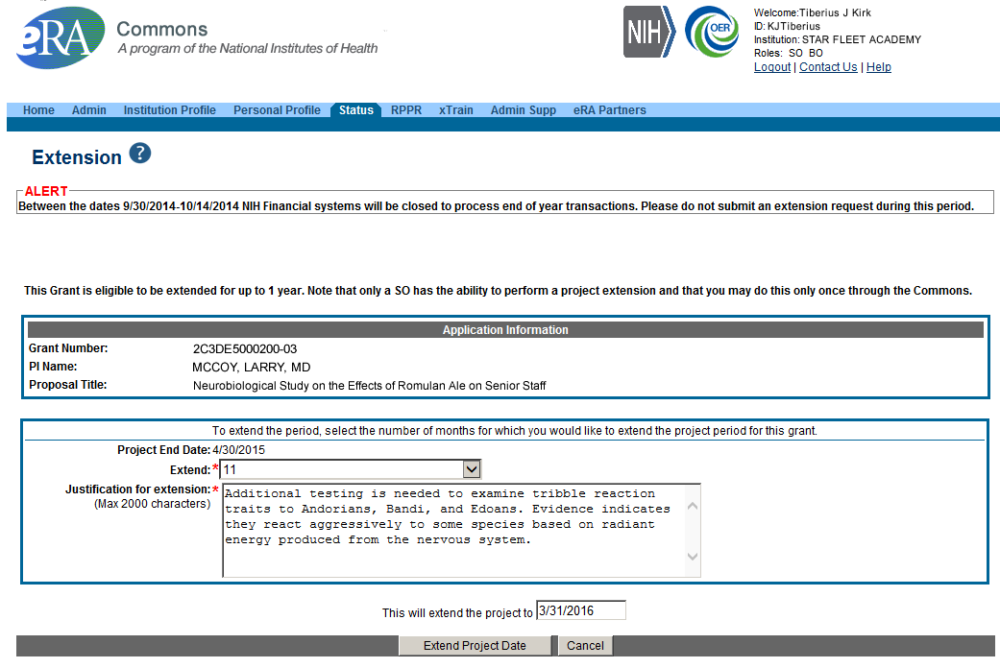 eRA Commons
A program of the National Institutes of Health
NIH
OER
Welcome:Tiberius J Kirk
ID: KJTiberius
Institution: STAR FLEET ACADEMY
Roles: SO BO
Logout | Contact Us | Help
Home Admin Institution Profile Personal Profile Status RPPR xTrain Admin Supp eRA Partners
Extension ?
ALERT
Between the dates 9/30/2014-10/14/2014 NIH Financial systems will be closed to process end of year transactions. Please do not submit an extension request during this period.
This Grant is eligible to be extended for up to 1 year. Note that only a SO has the ability to perform a project extension and that you may do this only once through the Commons.
Application Information
Grant Number: 2C3DE5000200-03
PI Name: MCCOY, LARRY, MD
Proposal Title: Neurobiological Study on the Effects of Romulan Ale on Senior Staff
To extend the period, select the number of months for which you would like to extend the project period for this grant.
Project End Date: 4/30/2015
Extend:* 11
Justification for extension:*
(Max 2000 characters)
Additional testing is needed to examine tribble reaction
traits to Andorians, Bandi, and Edoans. Evidence indicates
they react aggressively to some species based on radiant
energy produced from the nervous system.
This will extend the project to 3/31/2016
Extend Project Date Cancel